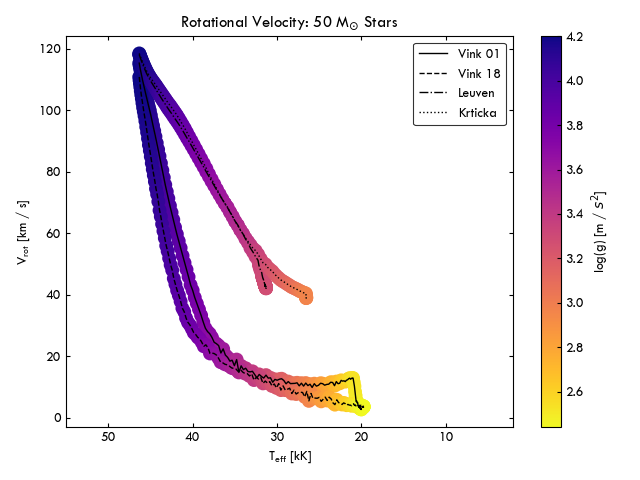 Rotational Velocity: 50 M☉ Stars
120
100
80
60
40
20
0
V_rot [km / s]
50
40
30
20
10
T_eff [kK]
Vink 01
Vink 18
Leuven
Krticka
4.2
4.0
3.8
3.6
3.4
3.2
3.0
2.8
2.6
log(g) [m / s²]